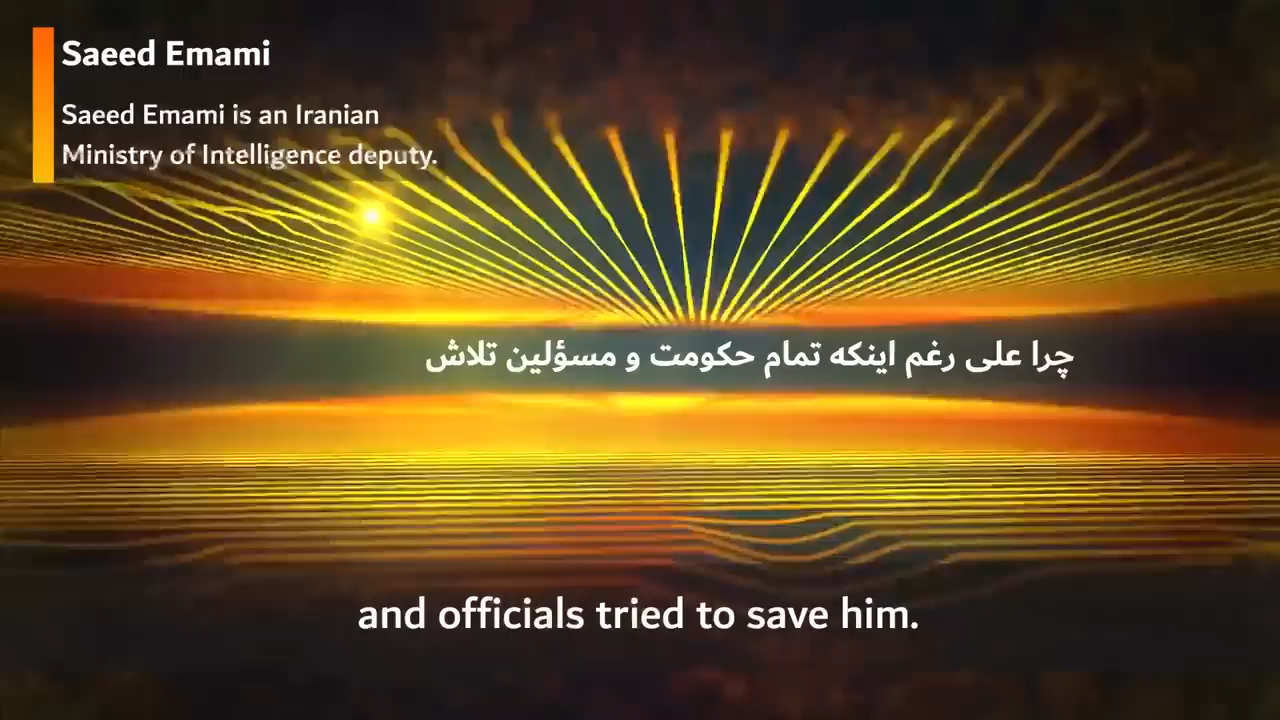 Saeed Emami
Saeed Emami is an Iranian
Ministry of Intelligence deputy.
چرا علی رغم اینکه تمام حکومت و مسؤلین تلاش
and officials tried to save him.